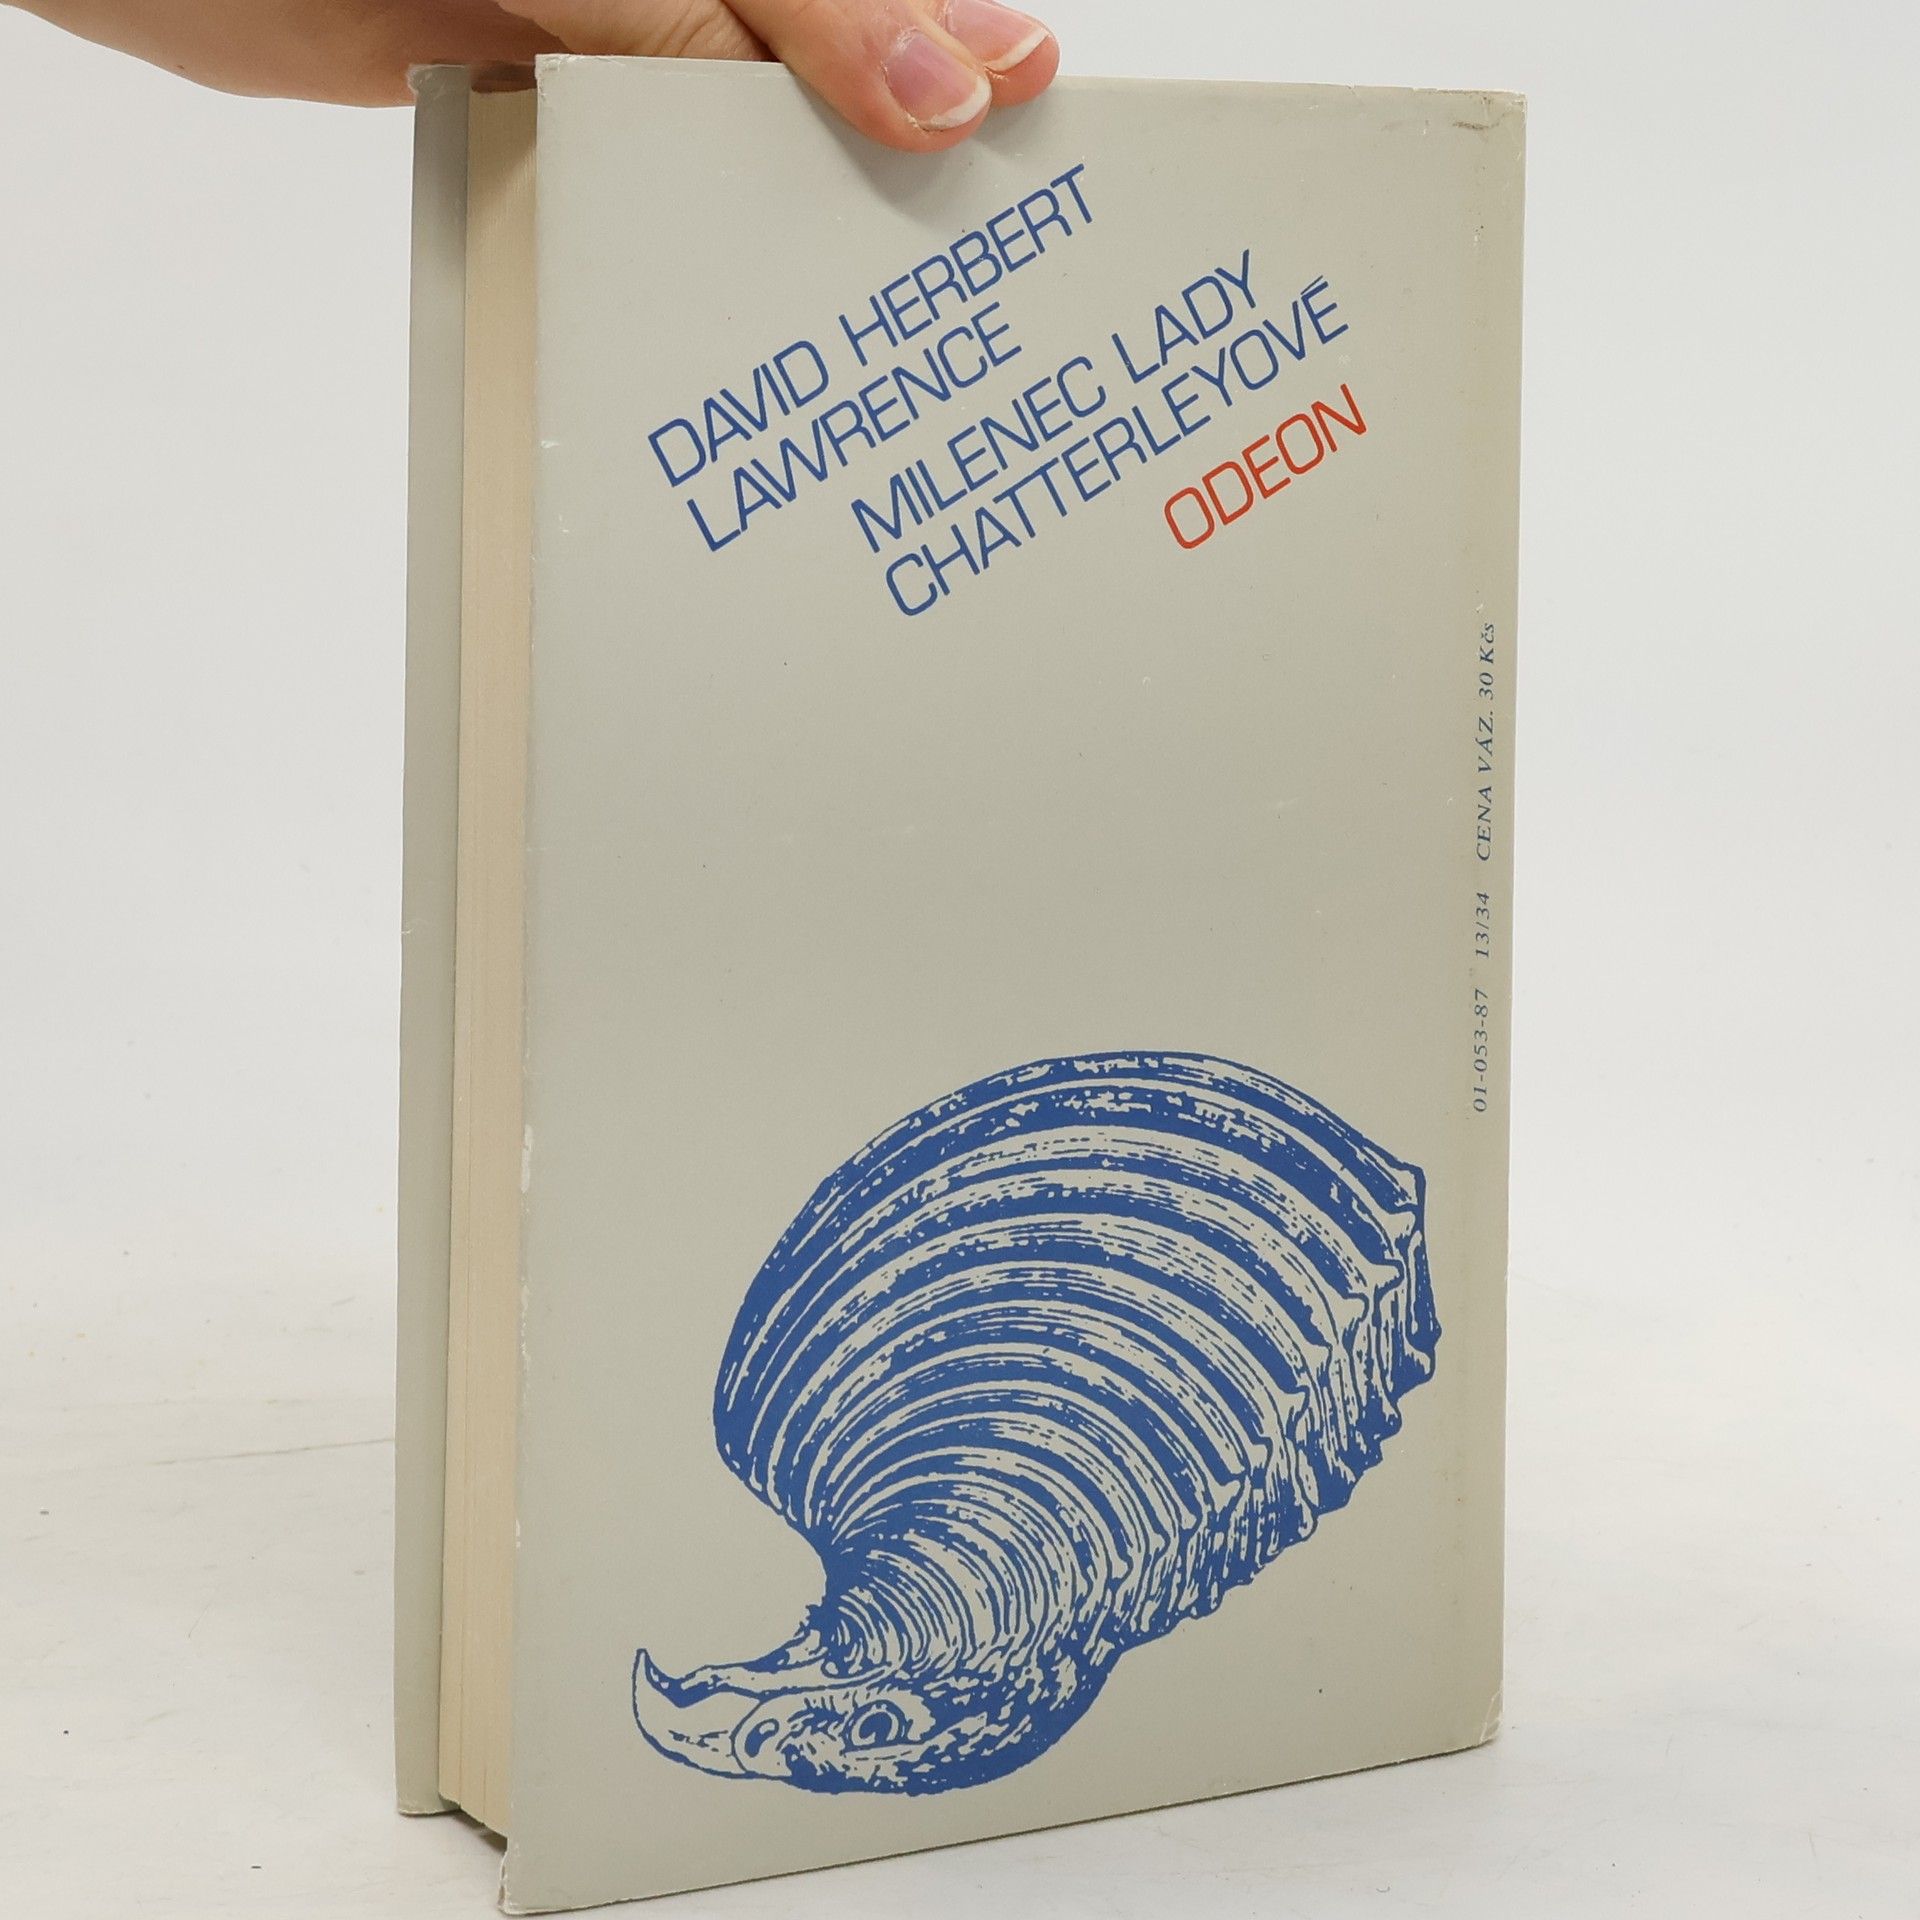 DAVID HERBERT
LAWRENCE
MILENEC LADY
CHATTERLEYOVÉ
ODEON
01-053-87 13/34 CENA VÁZ. 30 Kčs